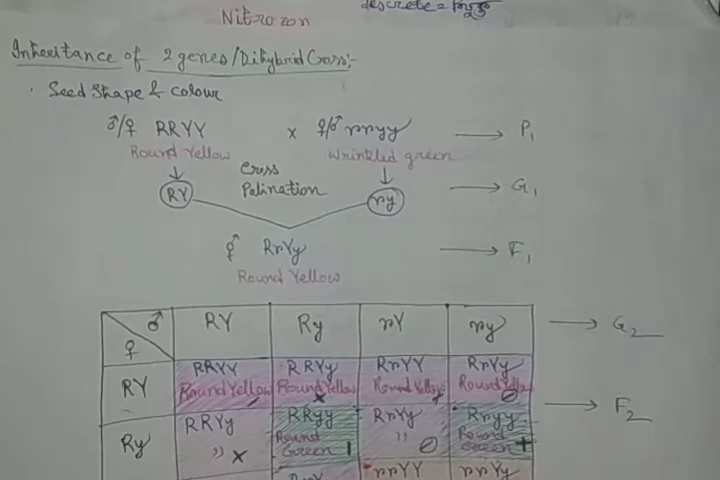 discrete =
Nitrozon
Inheritance of 2 genes/Dihybrid Cross:-
· Seed Shape & colour
♂/♀ RRYY x ♀/♂ rryy → P1
Round Yellow Wrinkled green
Cross Polination
RY ry → G1
⚥ RrYy → F1
Round Yellow
♂ RY Ry rY ry → G2
♀
RY RRYY RRYy RrYY RrYy
Round Yellow Round Yellow Round Yellow Round Yellow → F2
Ry RRYy RRyy RrYy Rryy
" x Round Green " Round Green +
rrYY rrYy